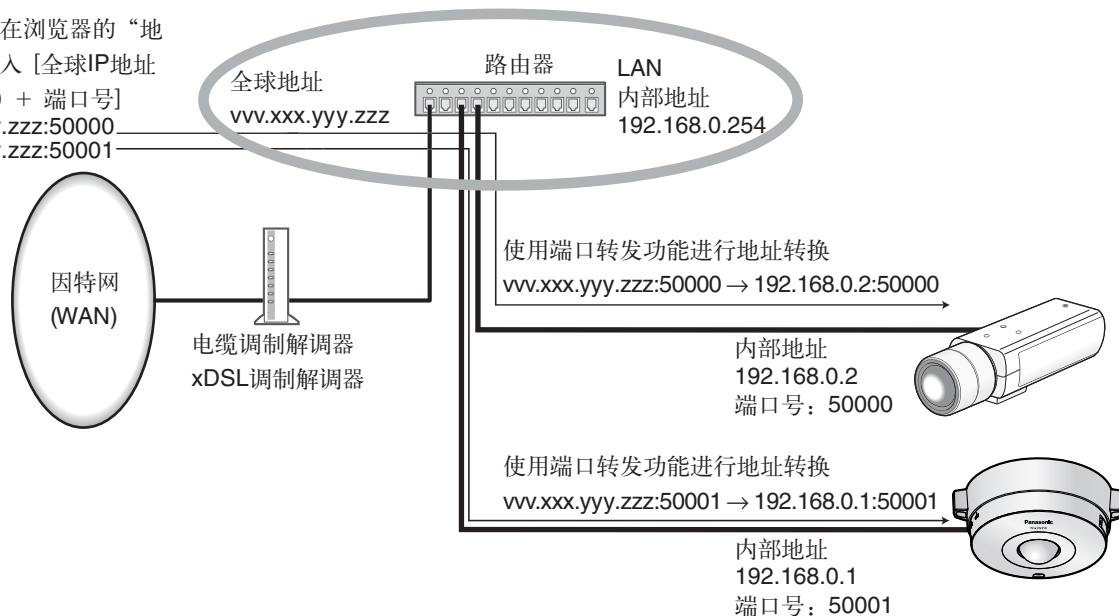 在浏览器的“地
入 [全球IP地址
) + 端口号]
.zzz:50000
.zzz:50001
全球地址
vvv.xxx.yyy.zzz
路由器
LAN
内部地址
192.168.0.254
因特网
(WAN)
电缆调制解调器
xDSL调制解调器
使用端口转发功能进行地址转换
vvv.xxx.yyy.zzz:50000→192.168.0.2:50000
内部地址
192.168.0.2
端口号：50000
使用端口转发功能进行地址转换
vvv.xxx.yyy.zzz:50001→192.168.0.1:50001
Panasonic
内部地址
192.168.0.1
端口号：50001